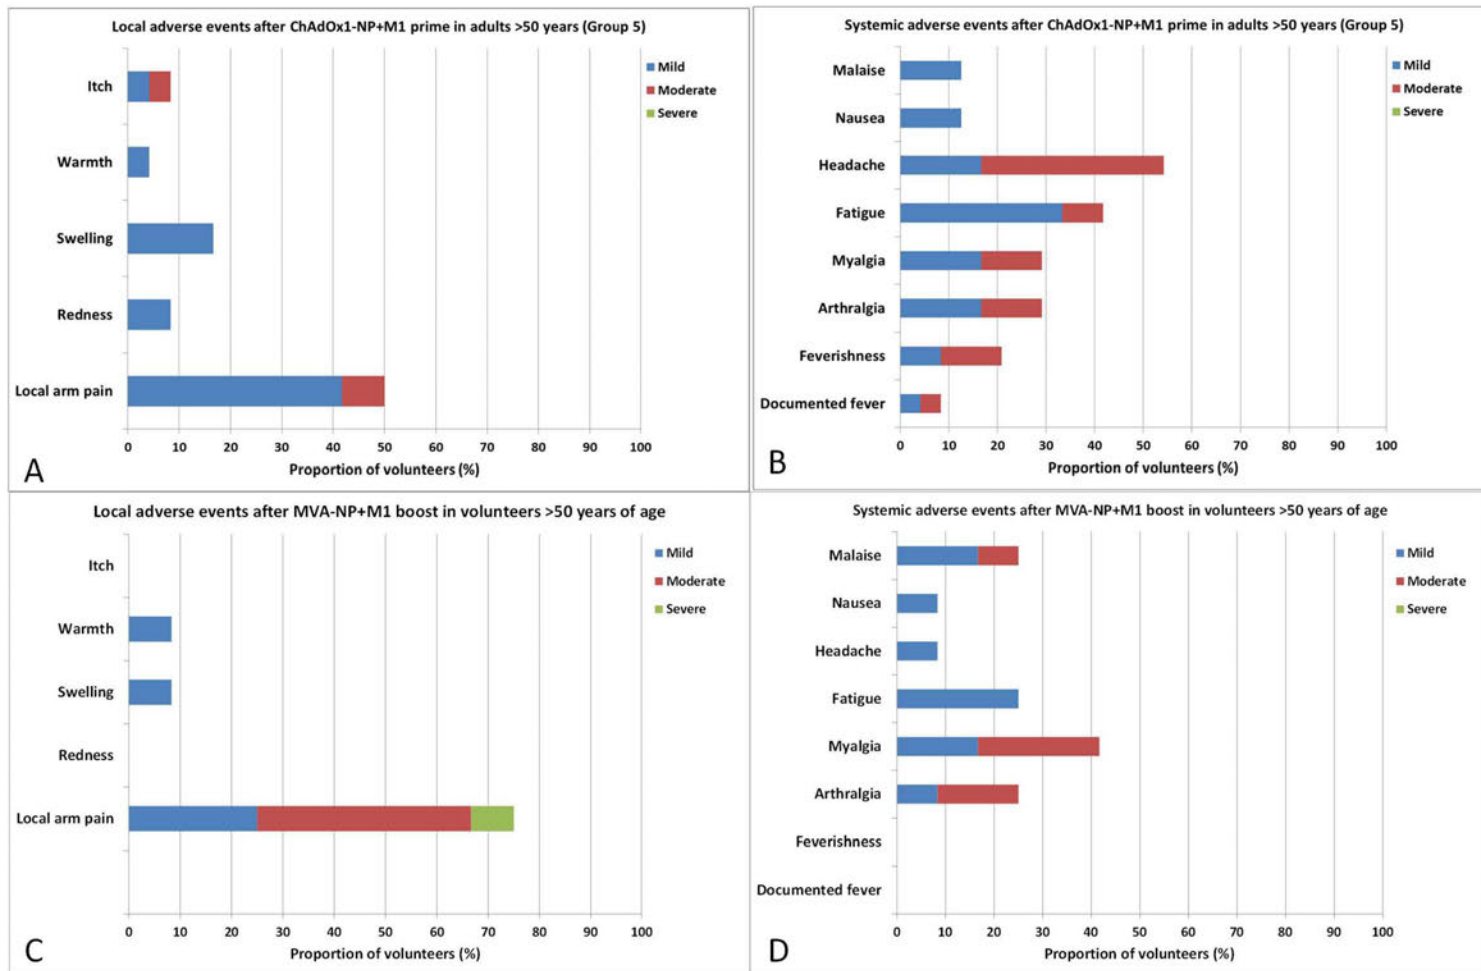 Local adverse events after ChAdOx1-NP+M1 prime in adults >50 years (Group 5)
Itch
Warmth
Swelling
Redness
Local arm pain
Mild
Moderate
Severe
0 10 20 30 40 50 60 70 80 90 100
Proportion of volunteers (%)
A
Systemic adverse events after ChAdOx1-NP+M1 prime in adults >50 years (Group 5)
Malaise
Nausea
Headache
Fatigue
Myalgia
Arthralgia
Feverishness
Documented fever
Mild
Moderate
Severe
0 10 20 30 40 50 60 70 80 90 100
Proportion of volunteers (%)
B
Local adverse events after MVA-NP+M1 boost in volunteers >50 years of age
Itch
Warmth
Swelling
Redness
Local arm pain
Mild
Moderate
Severe
0 10 20 30 40 50 60 70 80 90 100
Proportion of volunteers (%)
C
Systemic adverse events after MVA-NP+M1 boost in volunteers >50 years of age
Malaise
Nausea
Headache
Fatigue
Myalgia
Arthralgia
Feverishness
Documented fever
Mild
Moderate
Severe
0 10 20 30 40 50 60 70 80 90 100
Proportion of volunteers (%)
D